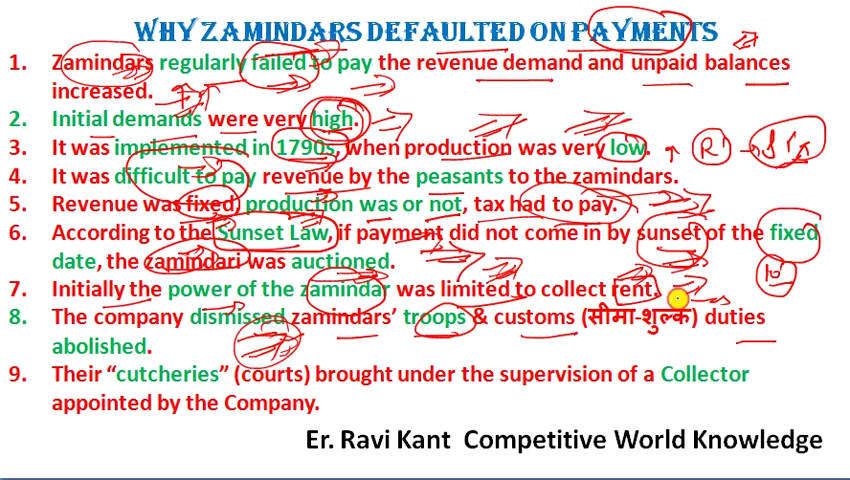 WHY ZAMINDARS DEFAULTED ON PAYMENTS
1. Zamindars regularly failed to pay the revenue demand and unpaid balances
increased.
2. Initial demands were very high.
3. It was implemented in 1790s, when production was very low.
4. It was difficult to pay revenue by the peasants to the zamindars.
5. Revenue was fixed, production was or not, tax had to pay.
6. According to the Sunset Law, if payment did not come in by sunset of the fixed
date, the zamindari was auctioned.
7. Initially the power of the zamindar was limited to collect rent.
8. The company dismissed zamindars’ troops & customs (सीमा-शुल्क) duties
abolished.
9. Their “cutcheries” (courts) brought under the supervision of a Collector
appointed by the Company.
Er. Ravi Kant Competitive World Knowledge